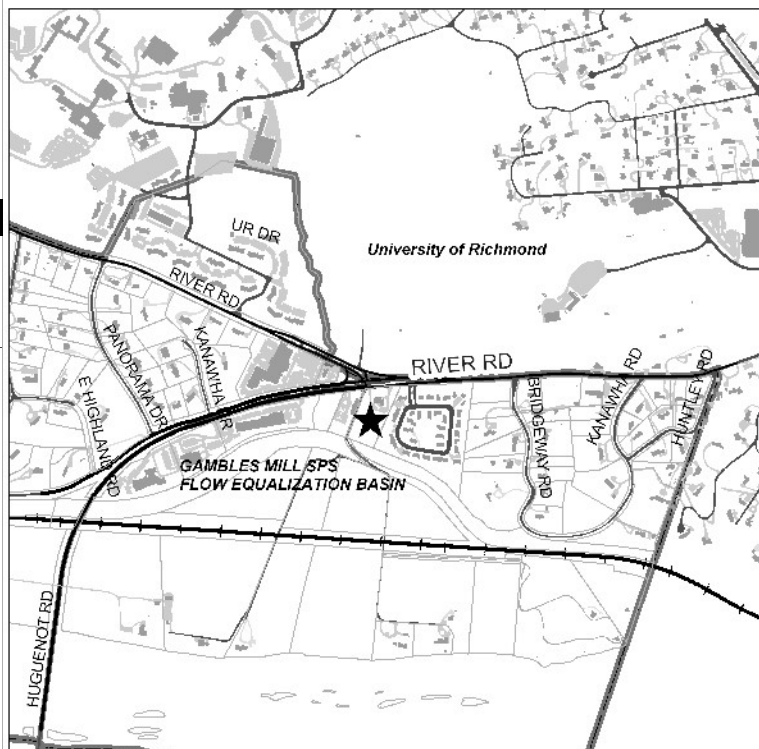 UR DR
University of Richmond
RIVER RD
RIVER RD
PANORAMA DR
KANAWHA DR
E HIGHLAND RD
BRIDGEWAY RD
KANAWHA RD
HUNTLEY RD
GAMBLES MILL SPS
FLOW EQUALIZATION BASIN
HUGUENOT RD